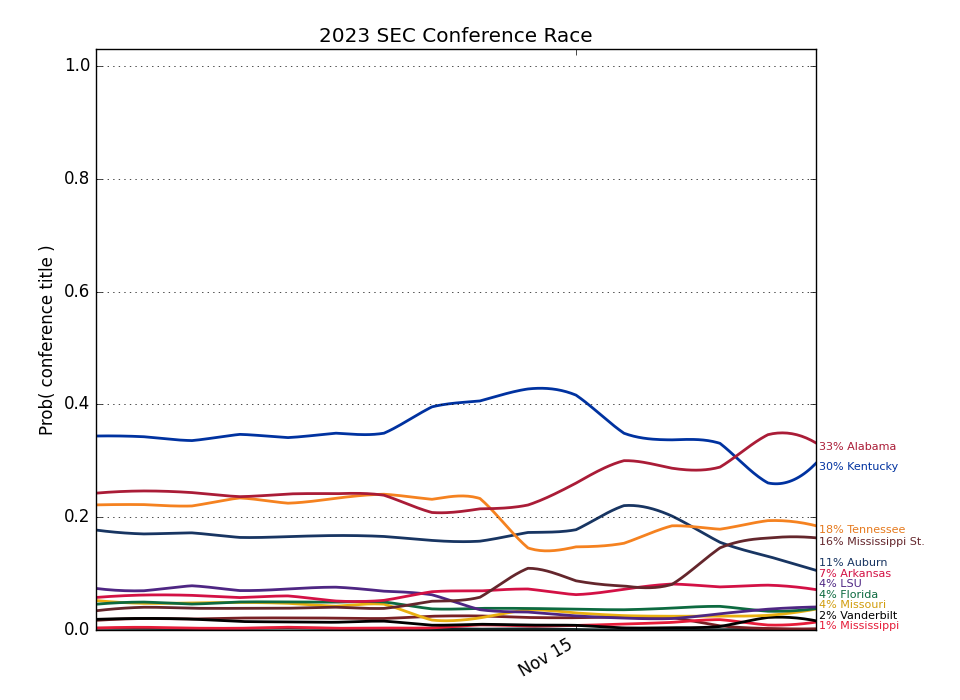 2023 SEC Conference Race
Prob( conference title )
1.0
0.8
0.6
0.4
0.2
0.0
Nov 15
33% Alabama
30% Kentucky
18% Tennessee
16% Mississippi St.
11% Auburn
7% Arkansas
4% LSU
4% Florida
4% Missouri
2% Vanderbilt
1% Mississippi